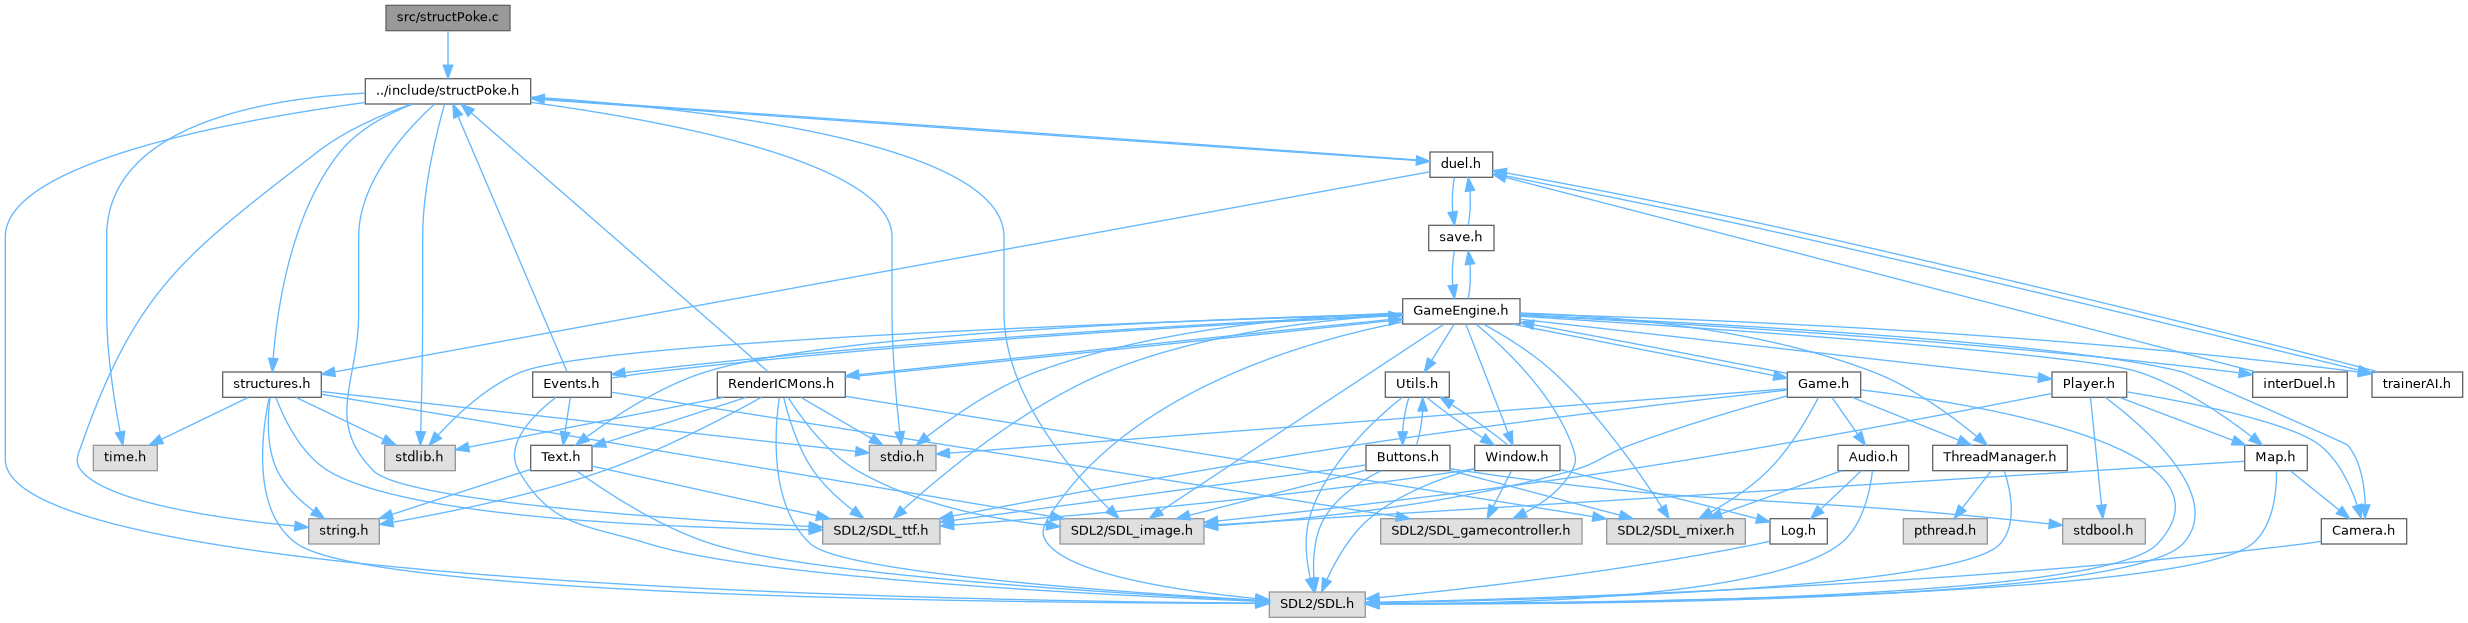 src/structPoke.c
../include/structPoke.h
duel.h
save.h
GameEngine.h
structures.h
Events.h
RenderICMons.h
Utils.h
Game.h
Player.h
interDuel.h
trainerAI.h
time.h
stdlib.h
Text.h
stdio.h
Buttons.h
Window.h
Audio.h
ThreadManager.h
Map.h
string.h
SDL2/SDL_ttf.h
SDL2/SDL_image.h
SDL2/SDL_gamecontroller.h
SDL2/SDL_mixer.h
Log.h
pthread.h
stdbool.h
Camera.h
SDL2/SDL.h